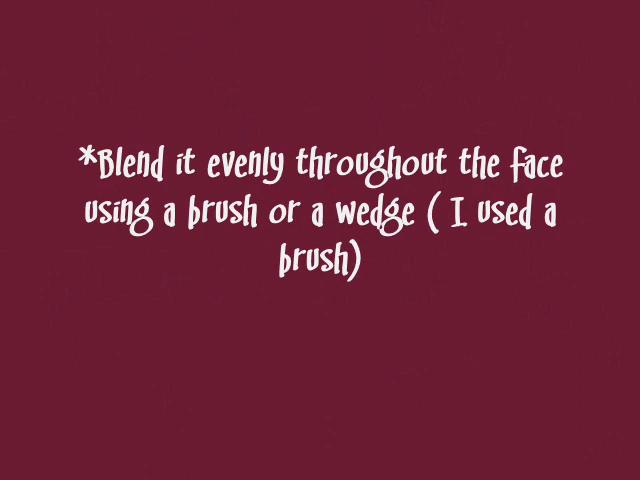 *Blend it evenly throughout the face
using a brush or a wedge ( I used a
brush)